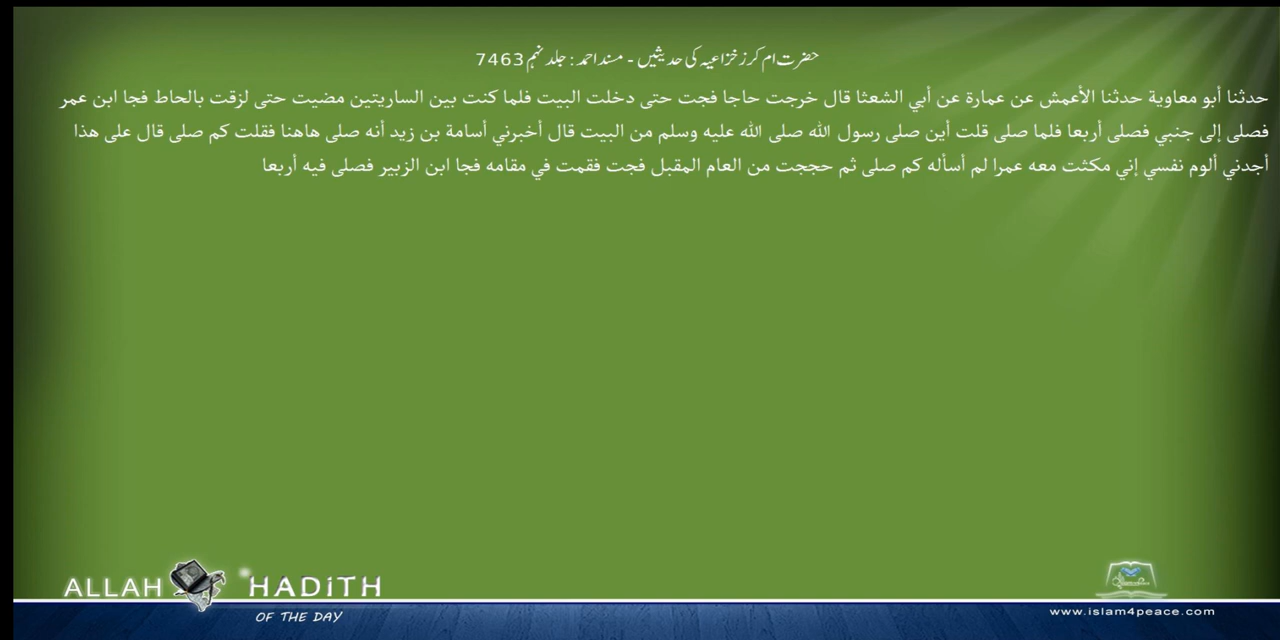 حضرت ام کرز خزاعیہ کی حدیثیں - مسند احمد: جلد نہم 7463
حدثنا أبو معاوية حدثنا الأعمش عن عمارة عن أبي الشعثا قال خرجت حاجا فجت حتى دخلت البيت فلما كنت بين الساريتين مضيت حتى لزقت بالحاط فجا ابن عمر
فصلى إلى جنبي فصلى أربعا فلما صلى قلت أين صلى رسول الله صلى الله عليه وسلم من البيت قال أخبرني أسامة بن زيد أنه صلى هاهنا فقلت كم صلى قال على هذا
أجدني ألوم نفسي إني مكثت معه عمرا لم أسأله كم صلى ثم حججت من العام المقبل فجت فقمت في مقامه فجا ابن الزبير فصلى فيه أربعا
ALLAH HADITH
OF THE DAY
www.islam4peace.com